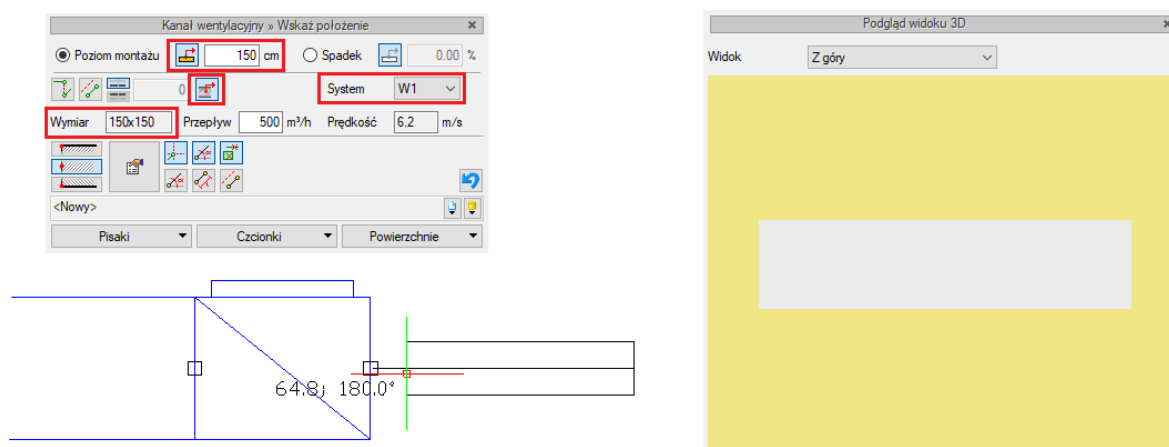 Kanał wentylacyjny » Wskaż położenie
Poziom montażu 150 cm Spadek 0.00 %
0 System W1
Wymiar 150x150 Przepływ 500 m³/h Prędkość 6.2 m/s
<Nowy>
Pisaki Czcionki Powierzchnie
64.8; 180.0°
Podgląd widoku 3D
Widok Z góry